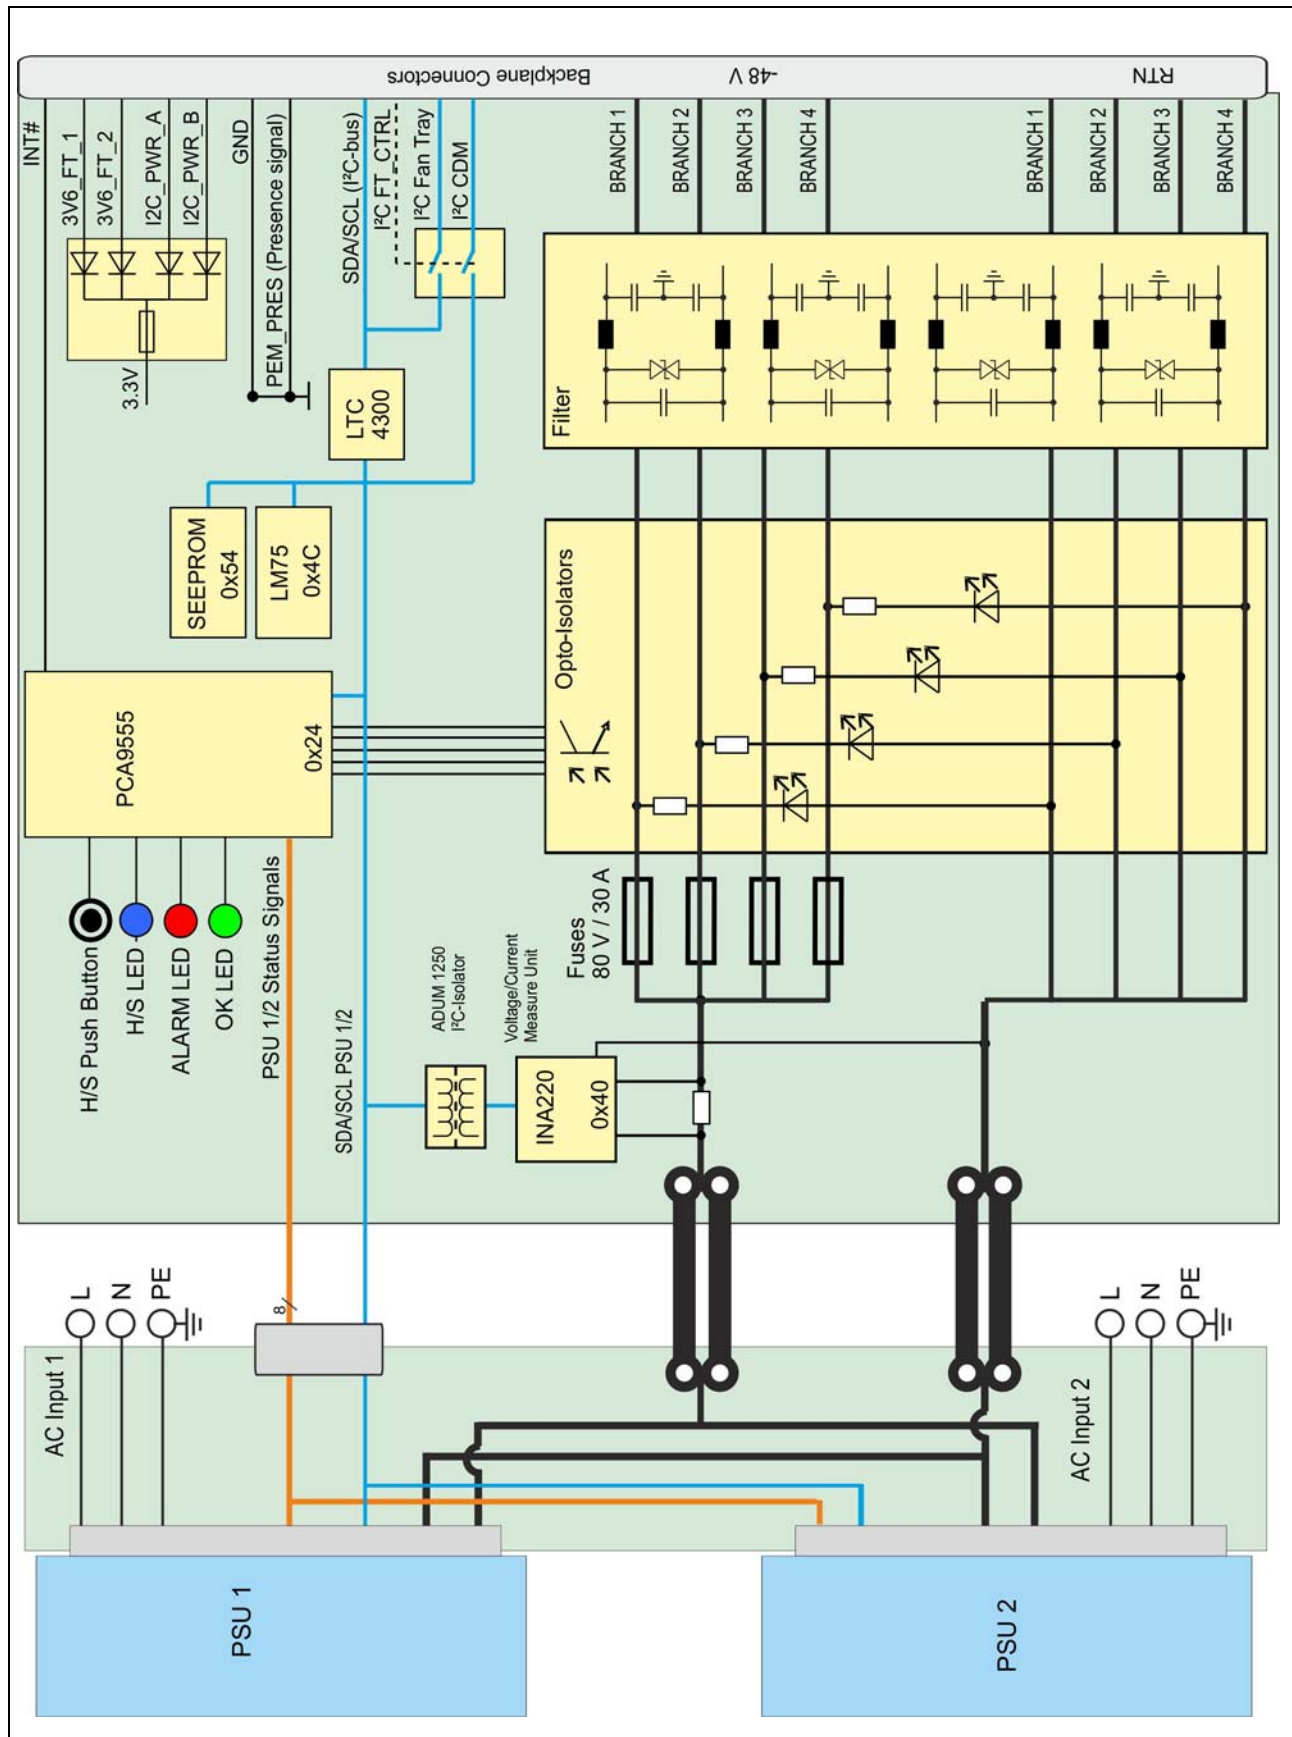 PSU 1
PSU 2
AC Input 1
L
N
PE
8
AC Input 2
L
N
PE
H/S Push Button
H/S LED
ALARM LED
OK LED
PSU 1/2 Status Signals
SDA/SCL PSU 1/2
ADUM 1250
I²C-Isolator
Voltage/Current
Measure Unit
INA220
0x40
Fuses
80 V / 30 A
PCA9555
0x24
Opto-Isolators
SEEPROM
0x54
LM75
0x4C
LTC
4300
Filter
3.3V
INT#
3V6_FT_1
3V6_FT_2
I2C_PWR_A
I2C_PWR_B
GND
PEM_PRES (Presence signal)
SDA/SCL (I²C-bus)
I²C FT_CTRL
I²C Fan Tray
I²C CDM
BRANCH 1
BRANCH 2
BRANCH 3
BRANCH 4
BRANCH 1
BRANCH 2
BRANCH 3
BRANCH 4
Backplane Connectors
-48 V
RTN